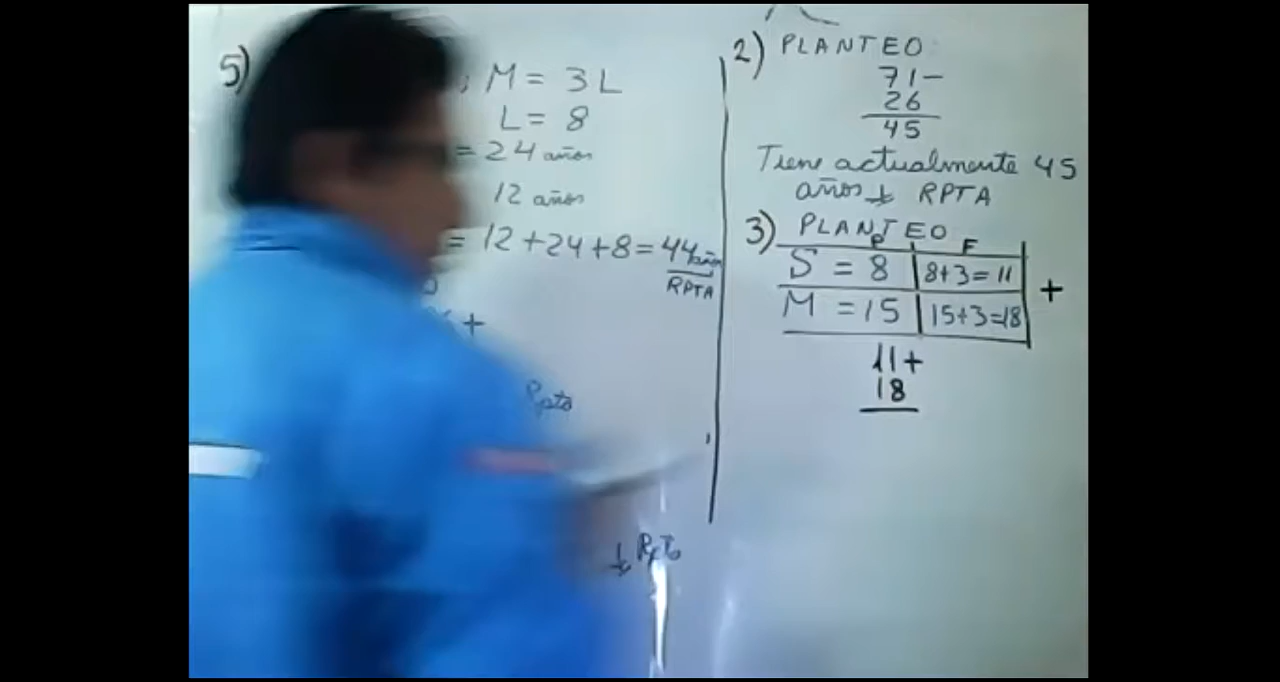 5)
M = 3 L
L = 8
= 24 años
12 años
= 12 + 24 + 8 = 44 años
RPTA
+
Rpta
Rpta
2) PLANTEO
71 -
26
45
Tiene actualmente 45
años RPTA
3) PLANTEO
P F
S = 8 8+3 = 11
M = 15 15+3=18
+
11 +
18